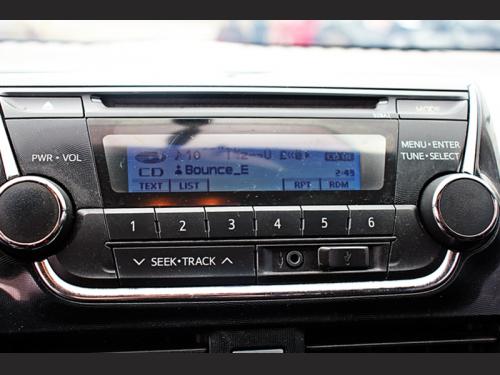 MODE
PWR • VOL
MENU • ENTER
TUNE • SELECT
CD Bounce_E 2:49
TEXT LIST RPT RDM
1 2 3 4 5 6
SEEK • TRACK